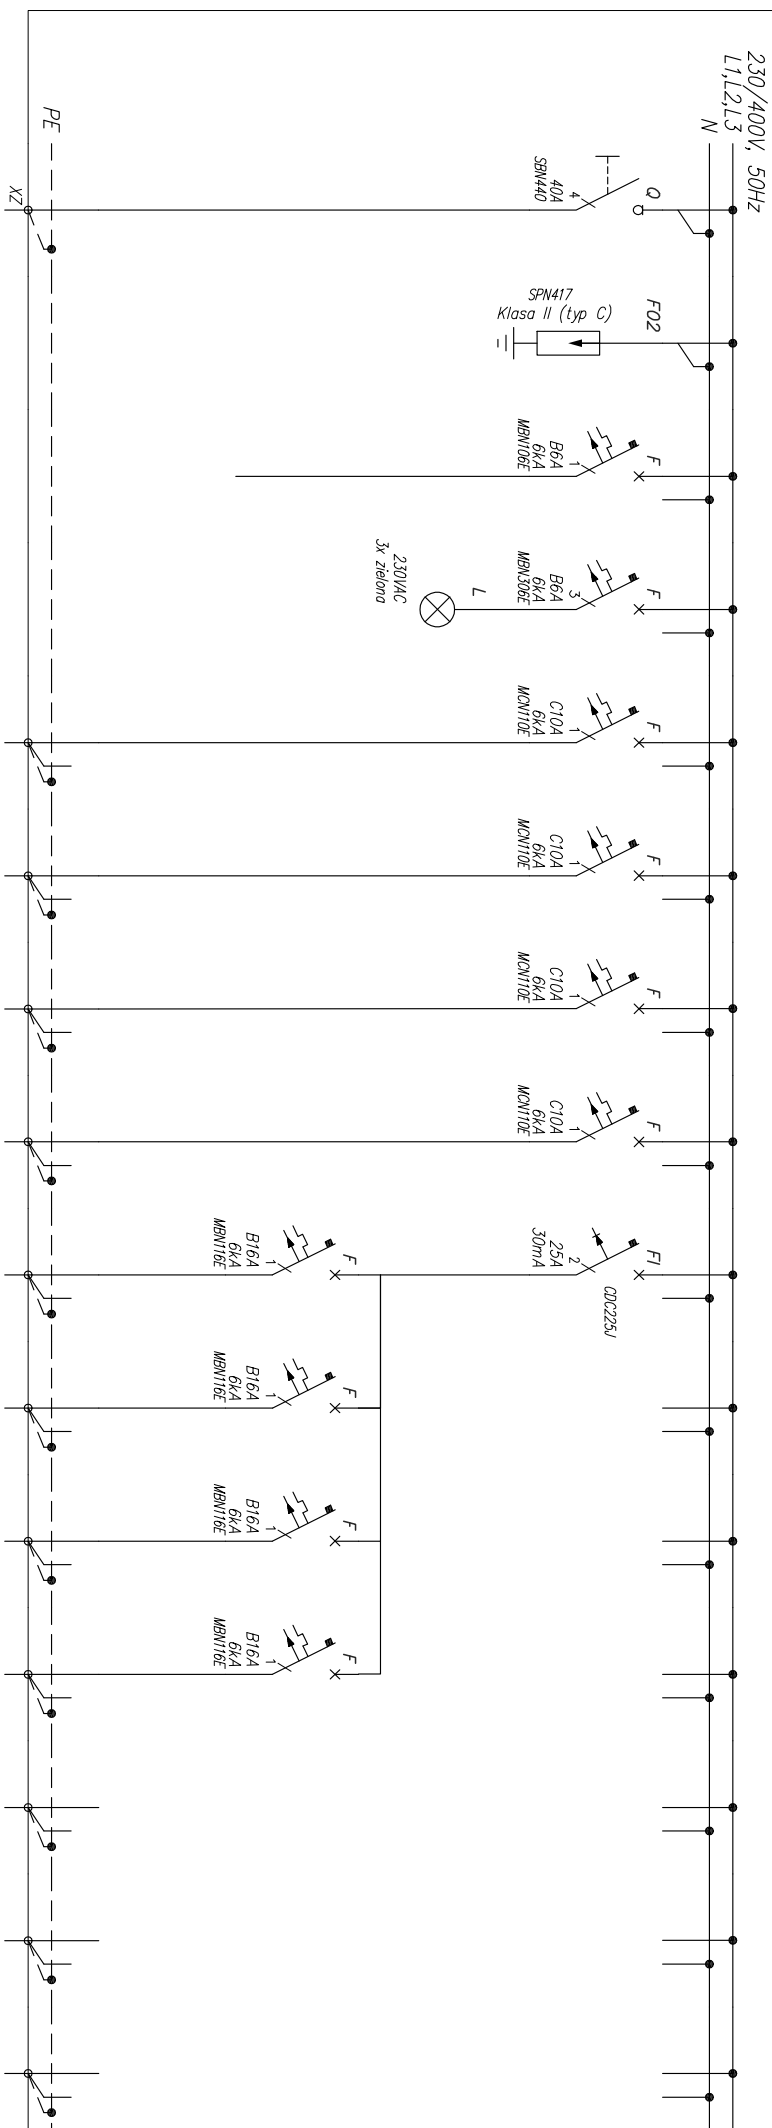 230/400V, 50Hz
L1,L2,L3
N
PE
XZ
Q
4
40A
SBN440
F02
SPN417
Klasa II (typ C)
F
1
B6A
6kA
MBN106E
F
3
B6A
6kA
MBN306E
L
230VAC
3x zielona
F
1
C10A
6kA
MCN110E
F
1
C10A
6kA
MCN110E
F
1
C10A
6kA
MCN110E
F
1
C10A
6kA
MCN110E
FI
CDC225J
2
25A
30mA
F
1
B16A
6kA
MBN116E
F
1
B16A
6kA
MBN116E
F
1
B16A
6kA
MBN116E
F
1
B16A
6kA
MBN116E